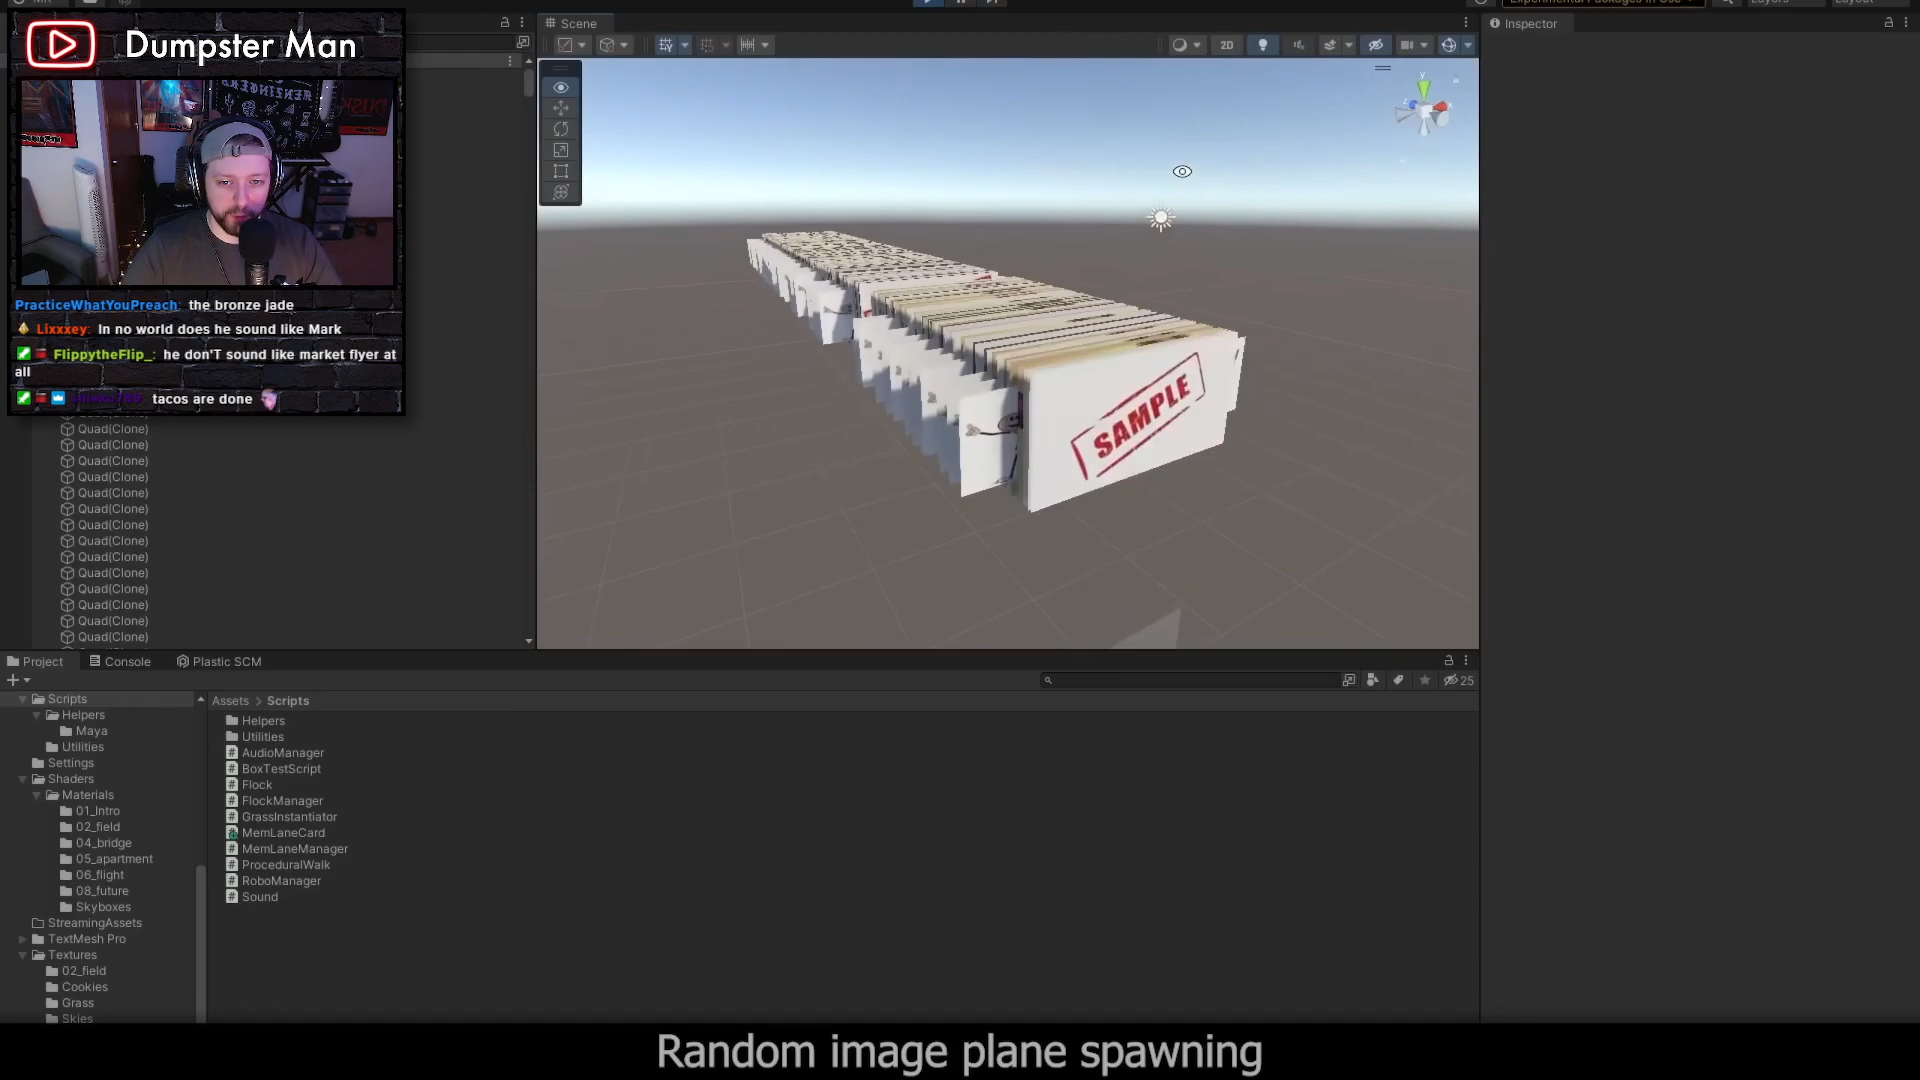 Dumpster Man
PracticeWhatYouPreach: the bronze jade
Lixxxey: In no world does he sound like Mark
FlippytheFlip_: he don'T sound like market flyer at
all
tacos are done
Quad(Clone)
Quad(Clone)
Quad(Clone)
Quad(Clone)
Quad(Clone)
Quad(Clone)
Quad(Clone)
Quad(Clone)
Quad(Clone)
Quad(Clone)
Quad(Clone)
Quad(Clone)
Quad(Clone)
Quad(Clone)
Scene
2D
SAMPLE
Inspector
Layers
Layout
Project
Console
Plastic SCM
25
Scripts
Helpers
Maya
Utilities
Settings
Shaders
Materials
01_Intro
02_field
04_bridge
05_apartment
06_flight
08_future
Skyboxes
StreamingAssets
TextMesh Pro
Textures
02_field
Cookies
Grass
Skies
Assets > Scripts
Helpers
Utilities
AudioManager
BoxTestScript
Flock
FlockManager
GrassInstantiator
MemLaneCard
MemLaneManager
ProceduralWalk
RoboManager
Sound
Random image plane spawning